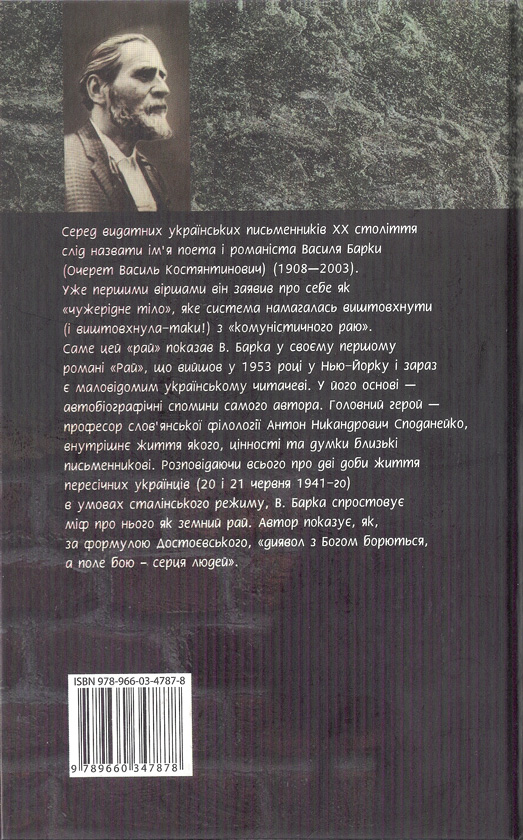 Серед видатних українських письменників XX століття
слід назвати ім'я поета і романіста Василя Барки
(Очерет Василь Костянтинович) (1908—2003).
Уже першими віршами він заявив про себе як
«чужерідне тіло», яке система намагалась виштовхнути
(і виштовхнула-таки!) з «комуністичного раю».
Саме цей «рай» показав В. Барка у своєму першому
романі «Рай», що вийшов у 1953 році у Нью-Йорку і зараз
є маловідомим українському читачеві. У його основі —
автобіографічні спомини самого автора. Головний герой —
професор слов'янської філології Антон Никандрович Споданейко,
внутрішнє життя якого, цінності та думки близькі
письменникові. Розповідаючи всього про дві доби життя
пересічних українців (20 і 21 червня 1941-го)
в умовах сталінського режиму, В. Барка спростовує
міф про нього як земний рай. Автор показує, як,
за формулою Достоєвського, «диявол з Богом борються,
а поле бою – серця людей».
ISBN 978-966-03-4787-8
9 789660 347878